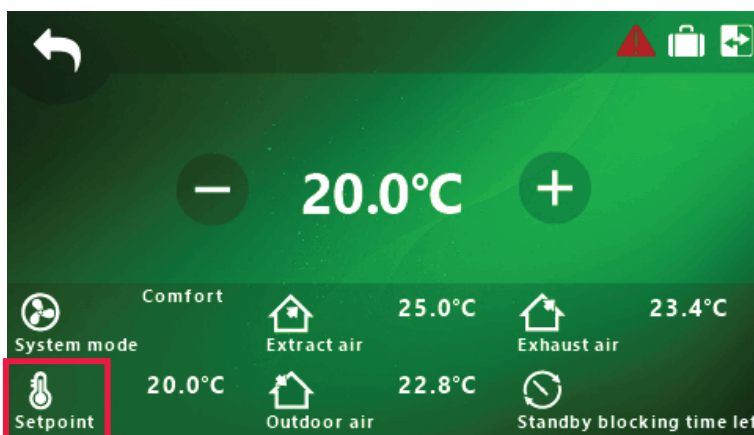 20.0°C
Comfort 25.0°C 23.4°C
System mode Extract air Exhaust air
20.0°C 22.8°C
Setpoint Outdoor air Standby blocking time lef